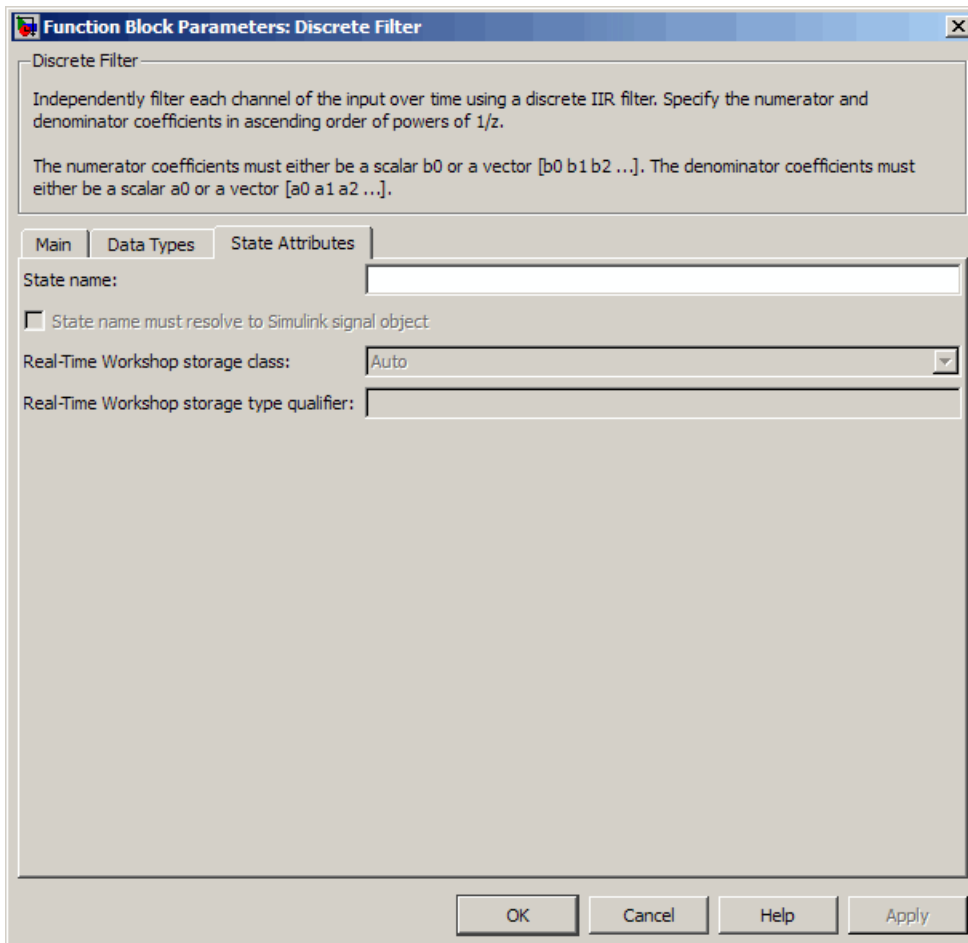 Function Block Parameters: Discrete Filter
Discrete Filter
Independently filter each channel of the input over time using a discrete IIR filter. Specify the numerator and
denominator coefficients in ascending order of powers of 1/z.
The numerator coefficients must either be a scalar b0 or a vector [b0 b1 b2 ...]. The denominator coefficients must
either be a scalar a0 or a vector [a0 a1 a2 ...].
Main Data Types State Attributes
State name:
State name must resolve to Simulink signal object
Real-Time Workshop storage class: Auto
Real-Time Workshop storage type qualifier:
OK Cancel Help Apply